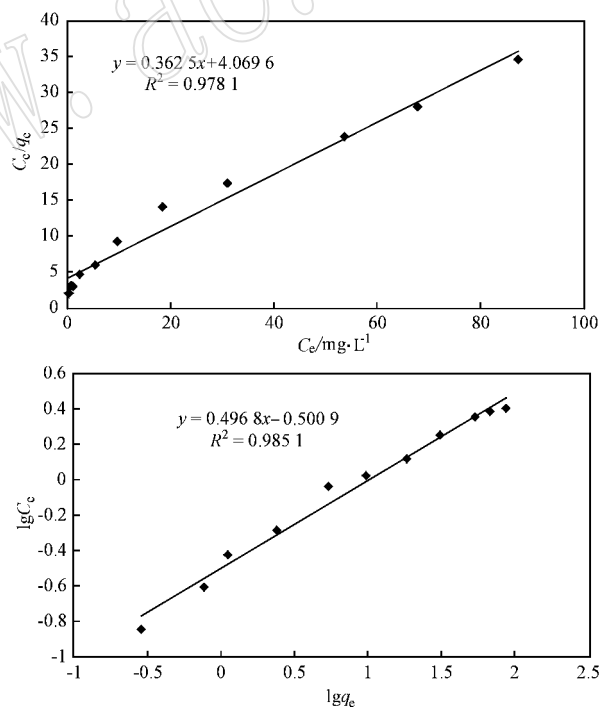 w. ac
40
35
30
25
20
15
10
5
0
y = 0.362 5x+4.069 6
R² = 0.978 1
Cₑ/qₑ
0 20 40 60 80 100
Cₑ/mg·L⁻¹
0.6
0.4
0.2
0
-0.2
-0.4
-0.6
-0.8
-1
y = 0.496 8x−0.500 9
R² = 0.985 1
lgCₑ
-1 -0.5 0 0.5 1 1.5 2 2.5
lgqₑ